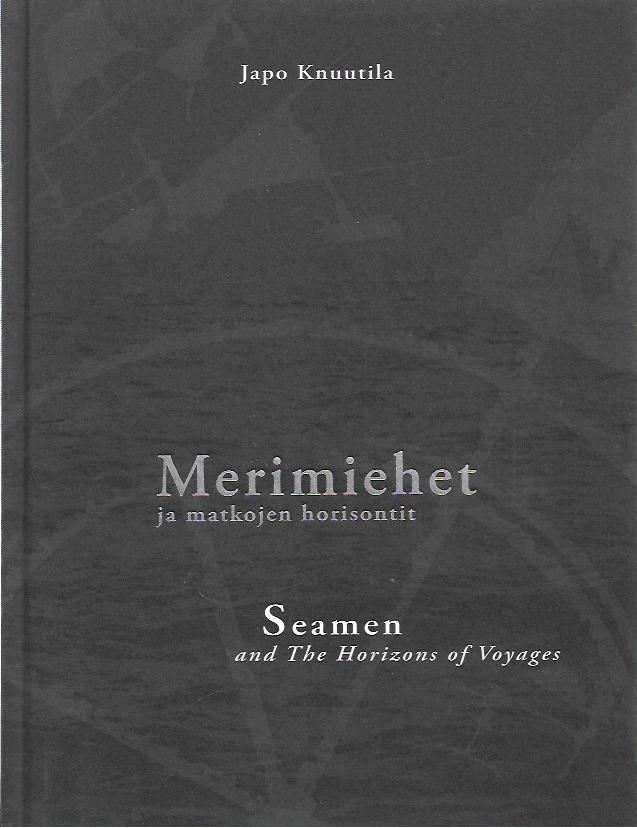 Japo Knuutila
Merimiehet
ja matkojen horisontit
Seamen
and The Horizons of Voyages